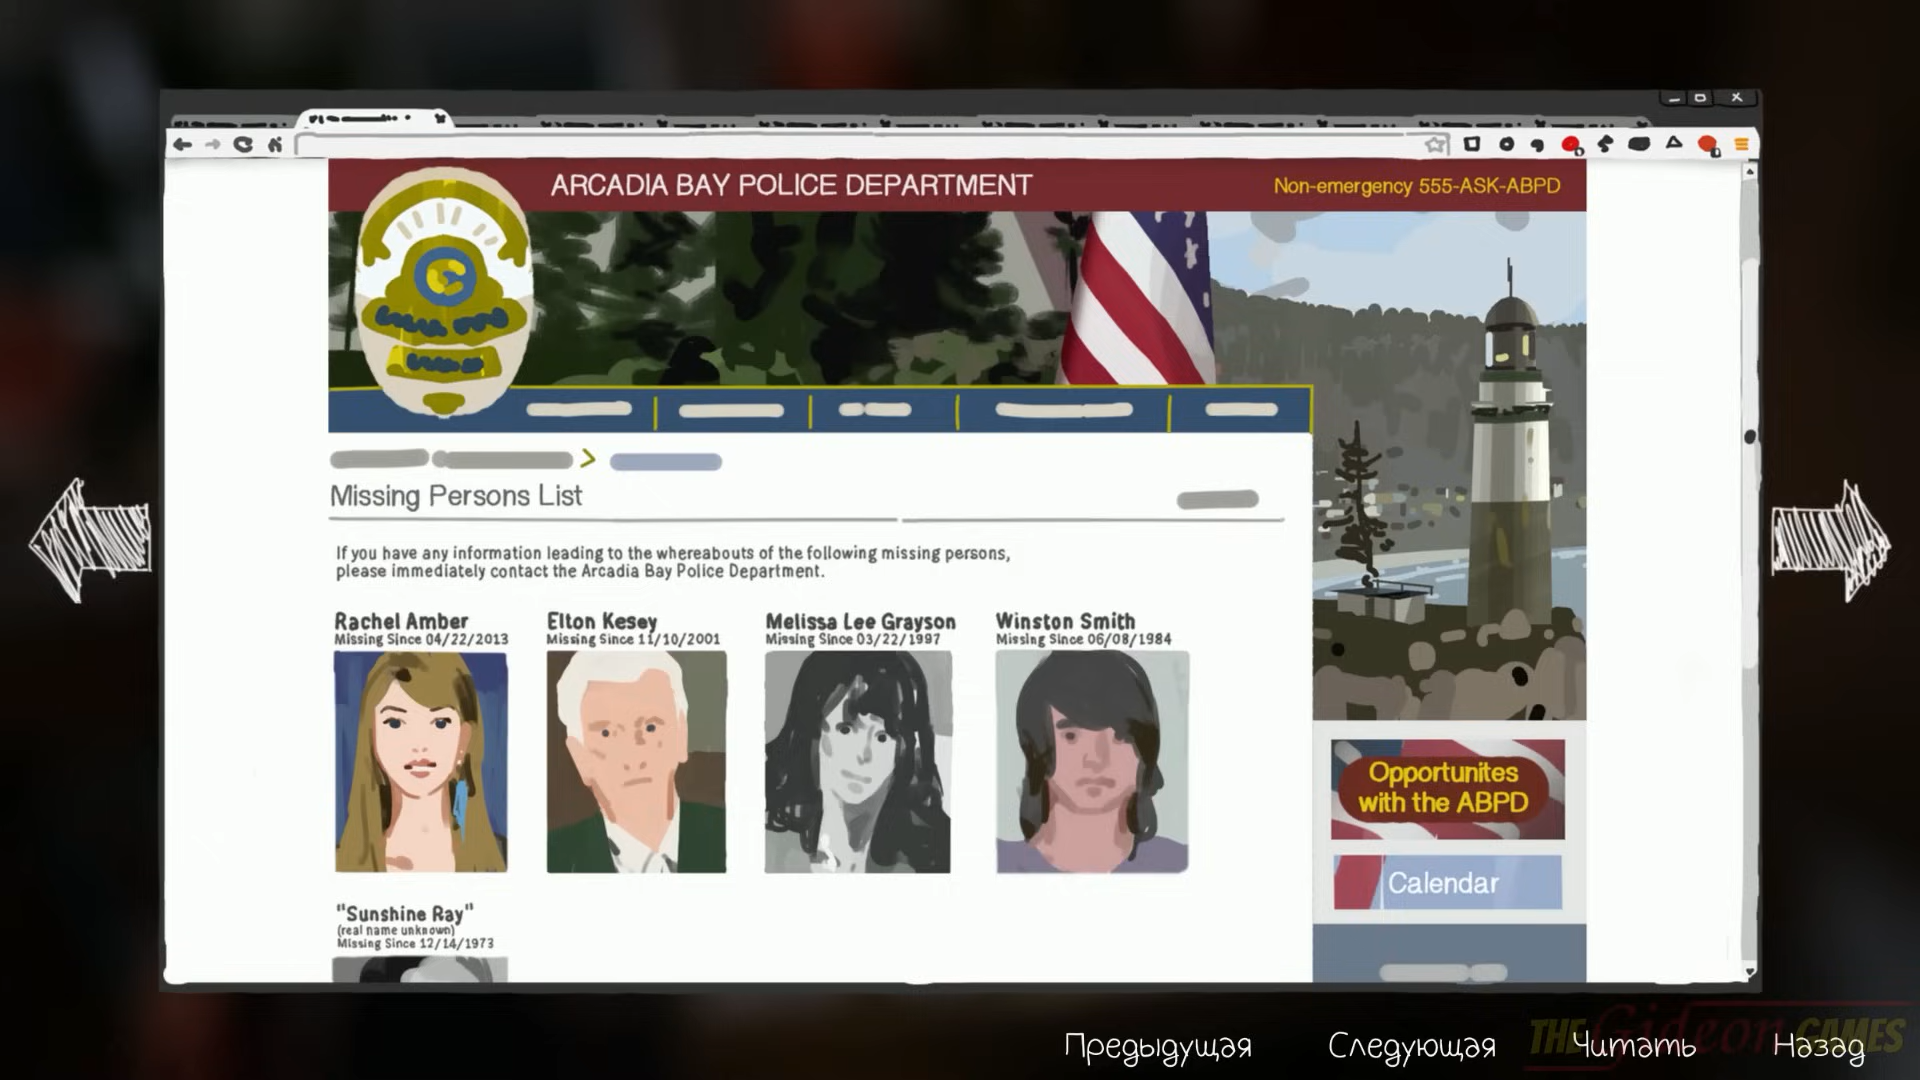 ARCADIA BAY POLICE DEPARTMENT
Non-emergency 555-ASK-ABPD
Missing Persons List
If you have any information leading to the whereabouts of the following missing persons,
please immediately contact the Arcadia Bay Police Department.
Rachel Amber
Missing Since 04/22/2013
Elton Kesey
Missing Since 11/10/2001
Melissa Lee Grayson
Missing Since 03/22/1997
Winston Smith
Missing Since 06/08/1984
"Sunshine Ray"
(real name unknown)
Missing Since 12/14/1973
Opportunites
with the ABPD
Calendar
Предыдущая
Следующая
Читать
Назад
THE Gideon GAMES